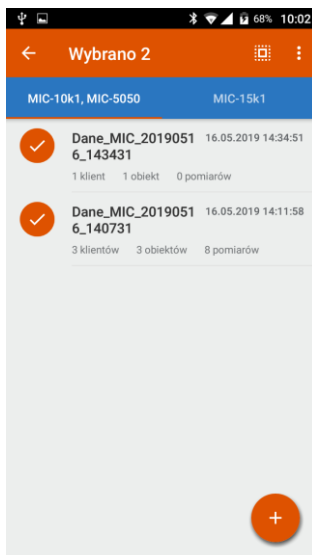 68% 10:02
Wybrano 2
MIC-10k1, MIC-5050 MIC-15k1
Dane_MIC_2019051 16.05.2019 14:34:51
6_143431
1 klient 1 obiekt 0 pomiarów
Dane_MIC_2019051 16.05.2019 14:11:58
6_140731
3 klientów 3 obiektów 8 pomiarów